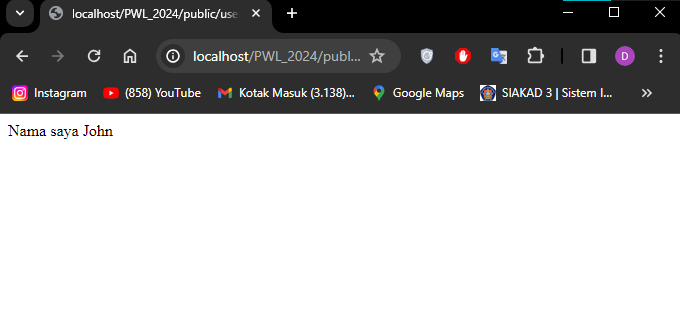 localhost/PWL_2024/public/use
localhost/PWL_2024/publ...
D
Instagram
(858) YouTube
Kotak Masuk (3.138)...
Google Maps
SIAKAD 3 | Sistem I...
Nama saya John